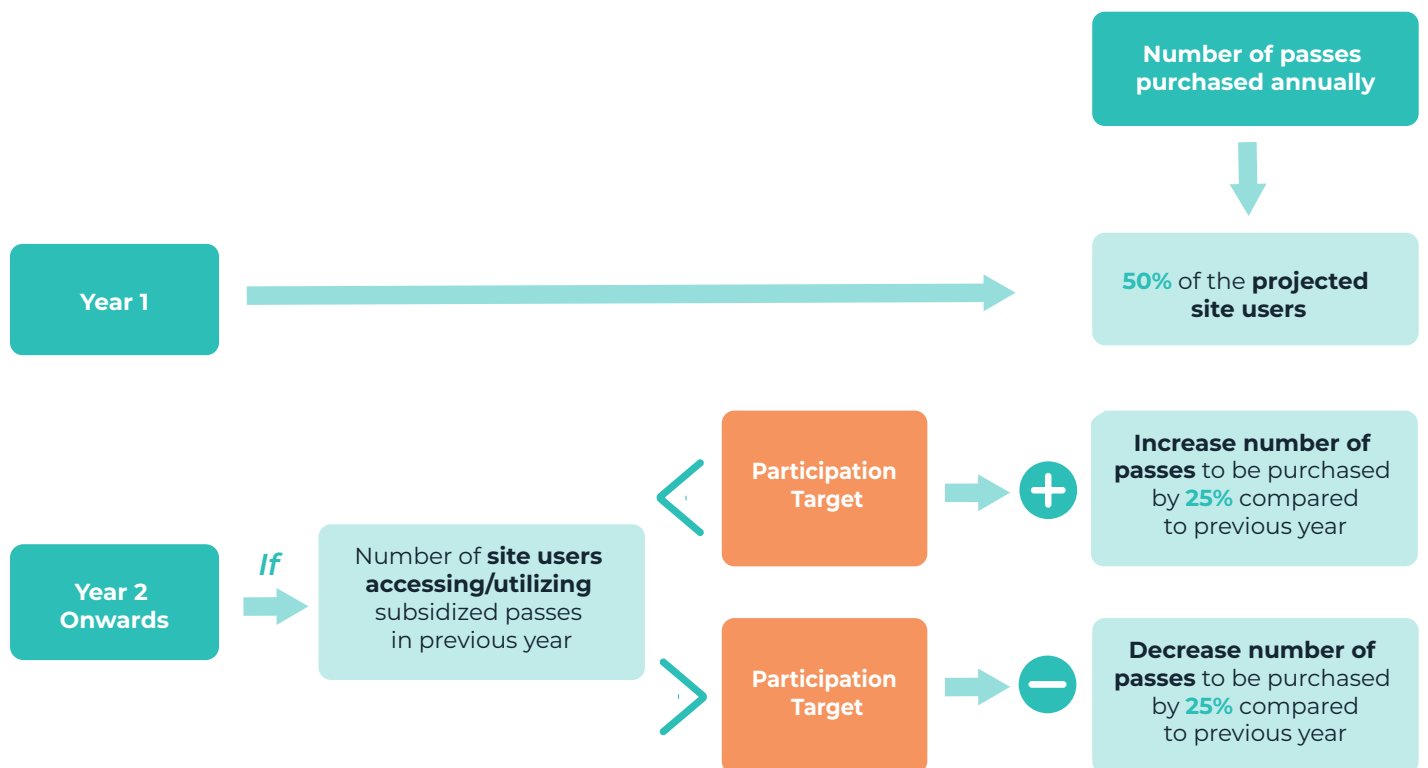 Number of passes
purchased annually
Year 1
50% of the projected
site users
Year 2
Onwards
If
Number of site users
accessing/utilizing
subsidized passes
in previous year
<
Participation
Target
+
Increase number of
passes to be purchased
by 25% compared
to previous year
>
Participation
Target
−
Decrease number of
passes to be purchased
by 25% compared
to previous year